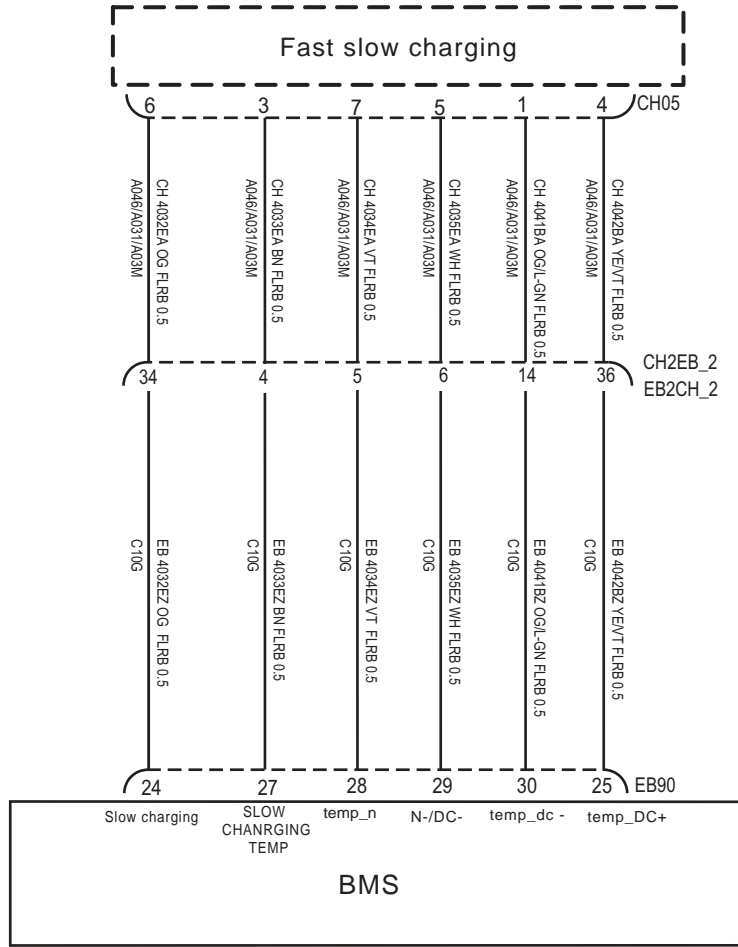 Fast slow charging
6 3 7 5 1 4 CH05
A046/A031/A03M
CH 4032EA OG FLRB 0.5
A046/A031/A03M
CH 4033EA BN FLRB 0.5
A046/A031/A03M
CH 4034EA VT FLRB 0.5
A046/A031/A03M
CH 4035EA WH FLRB 0.5
A046/A031/A03M
CH 4041BA OG/L-GN FLRB 0.5
A046/A031/A03M
CH 4042BA YE/VT FLRB 0.5
CH2EB_2
34 4 5 6 14 36
EB2CH_2
C10G
EB 4032EZ OG FLRB 0.5
C10G
EB 4033EZ BN FLRB 0.5
C10G
EB 4034EZ VT FLRB 0.5
C10G
EB 4035EZ WH FLRB 0.5
C10G
EB 4041BZ OG/L-GN FLRB 0.5
C10G
EB 4042BZ YE/VT FLRB 0.5
24 27 28 29 30 25 EB90
Slow charging
SLOW
CHANRGING
TEMP
temp_n
N-/DC-
temp_dc -
temp_DC+
BMS